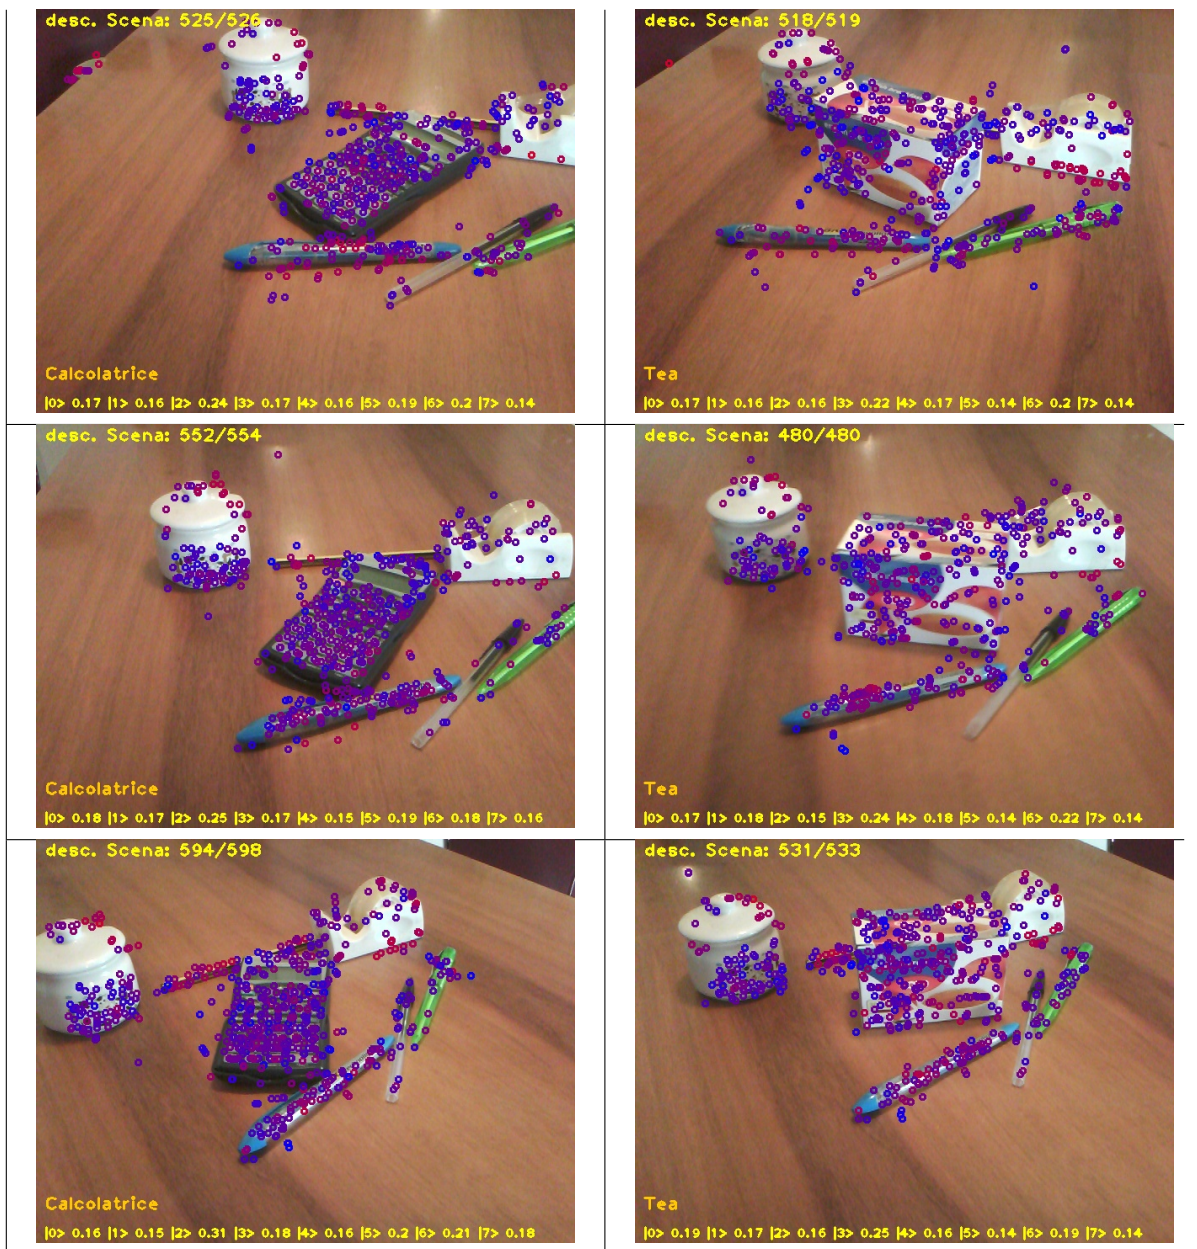 desc. Scena: 525/526
Calcolatrice
|0> 0.17 |1> 0.16 |2> 0.24 |3> 0.17 |4> 0.16 |5> 0.19 |6> 0.2 |7> 0.14
desc. Scena: 518/519
Tea
|0> 0.17 |1> 0.16 |2> 0.16 |3> 0.22 |4> 0.17 |5> 0.14 |6> 0.2 |7> 0.14
desc. Scena: 552/554
Calcolatrice
|0> 0.18 |1> 0.17 |2> 0.25 |3> 0.17 |4> 0.15 |5> 0.19 |6> 0.18 |7> 0.16
desc. Scena: 480/480
Tea
|0> 0.17 |1> 0.18 |2> 0.15 |3> 0.24 |4> 0.18 |5> 0.14 |6> 0.22 |7> 0.14
desc. Scena: 594/598
Calcolatrice
|0> 0.16 |1> 0.15 |2> 0.31 |3> 0.18 |4> 0.16 |5> 0.2 |6> 0.21 |7> 0.18
desc. Scena: 531/533
Tea
|0> 0.19 |1> 0.17 |2> 0.16 |3> 0.25 |4> 0.16 |5> 0.14 |6> 0.19 |7> 0.14